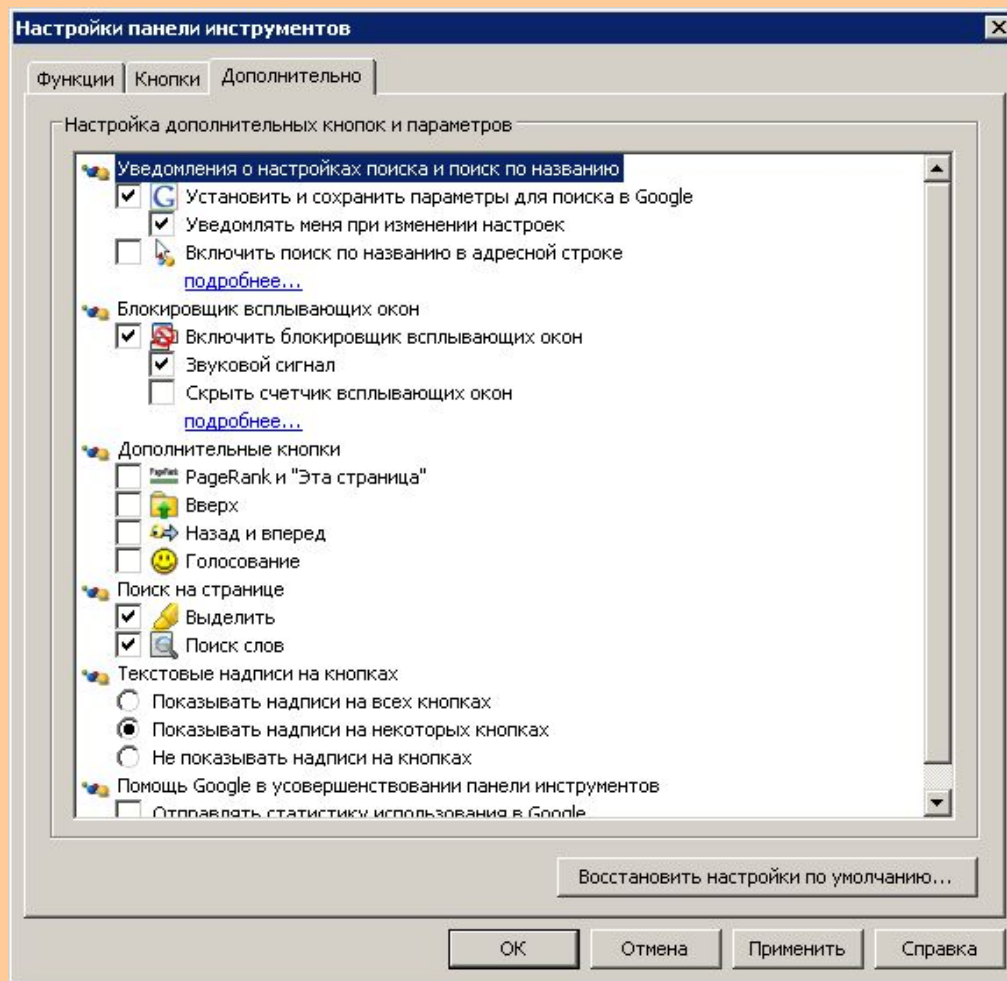 Настройки панели инструментов
Функции
Кнопки
Дополнительно
Настройка дополнительных кнопок и параметров
Уведомления о настройках поиска и поиск по названию
Установить и сохранить параметры для поиска в Google
Уведомлять меня при изменении настроек
Включить поиск по названию в адресной строке
подробнее...
Блокировщик всплывающих окон
Включить блокировщик всплывающих окон
Звуковой сигнал
Скрыть счетчик всплывающих окон
подробнее...
Дополнительные кнопки
PageRank PageRank и "Эта страница"
Вверх
Назад и вперед
Голосование
Поиск на странице
Выделить
Поиск слов
Текстовые надписи на кнопках
Показывать надписи на всех кнопках
Показывать надписи на некоторых кнопках
Не показывать надписи на кнопках
Помощь Google в усовершенствовании панели инструментов
Отправлять статистику использования в Google
Восстановить настройки по умолчанию...
ОК
Отмена
Применить
Справка